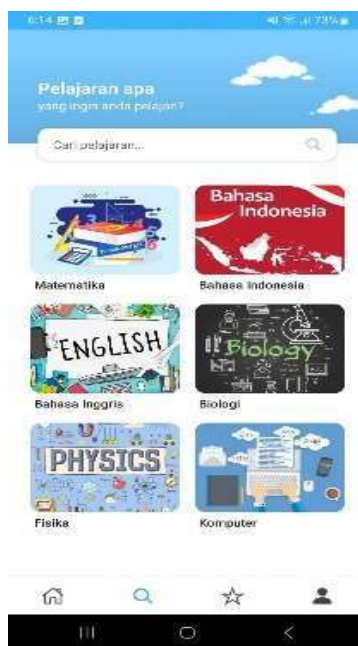 6:14
73%
Pelajaran apa
yang ingin anda pelajari?
Cari pelajaran...
Bahasa
Indonesia
Matematika
Bahasa Indonesia
ENGLISH
Biology
Bahasa Inggris
Biologi
PHYSICS
Fisika
Komputer